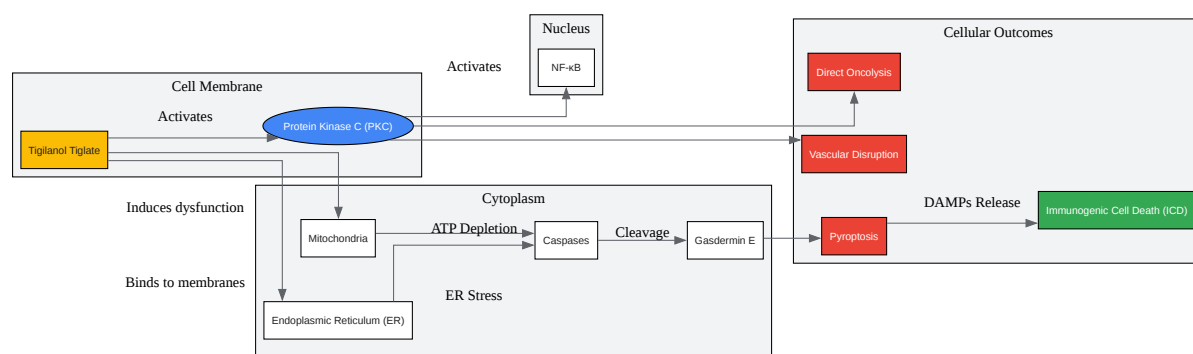 Nucleus
NF-κB
Activates
Cellular Outcomes
Direct Oncolysis
Cell Membrane
Activates
Protein Kinase C (PKC)
Tigilanol Tiglate
Vascular Disruption
Cytoplasm
Induces dysfunction
Mitochondria
ATP Depletion
Caspases
Cleavage
Gasdermin E
Pyroptosis
DAMPs Release
Immunogenic Cell Death (ICD)
Binds to membranes
ER Stress
Endoplasmic Reticulum (ER)